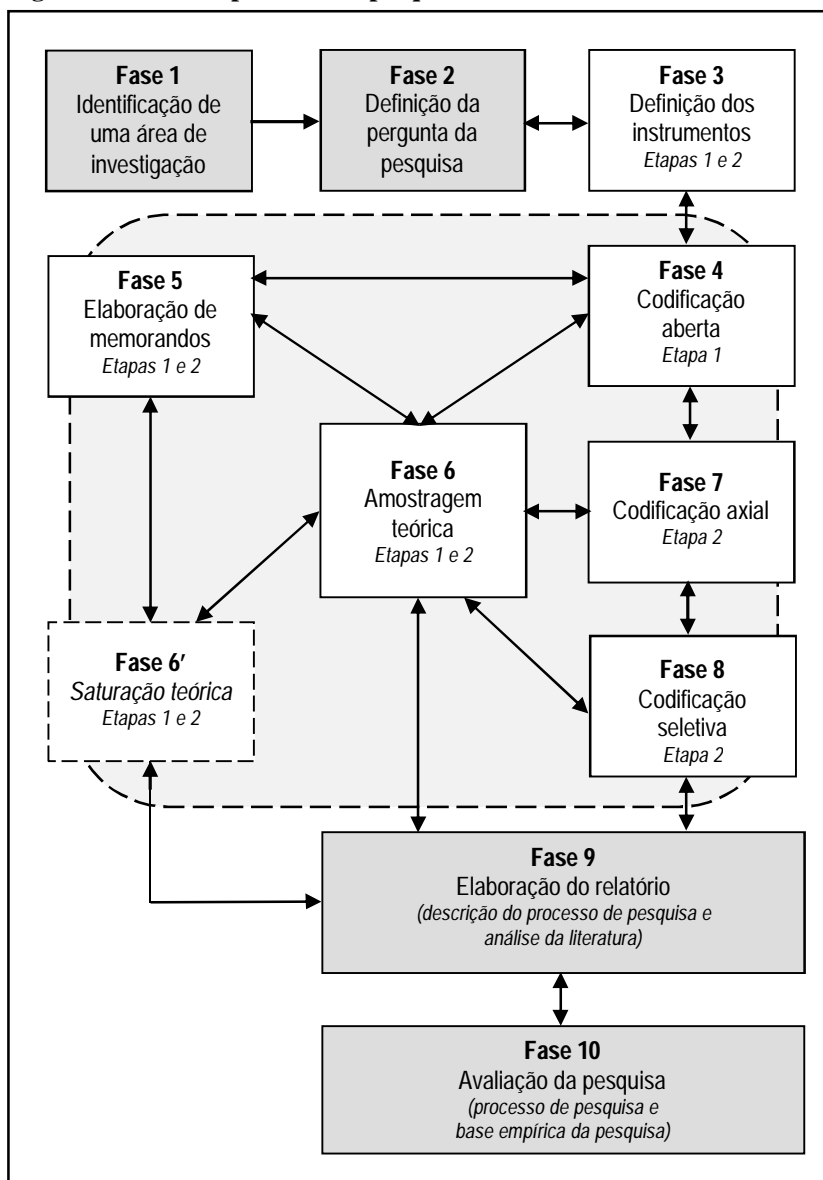 Fase 1
Identificação de
uma área de
investigação
Fase 2
Definição da
pergunta da
pesquisa
Fase 3
Definição dos
instrumentos
Etapas 1 e 2
Fase 5
Elaboração de
memorandos
Etapas 1 e 2
Fase 4
Codificação
aberta
Etapa 1
Fase 6
Amostragem
teórica
Etapas 1 e 2
Fase 7
Codificação axial
Etapa 2
Fase 6’
Saturação teórica
Etapas 1 e 2
Fase 8
Codificação
seletiva
Etapa 2
Fase 9
Elaboração do relatório
(descrição do processo de pesquisa e
análise da literatura)
Fase 10
Avaliação da pesquisa
(processo de pesquisa e
base empírica da pesquisa)